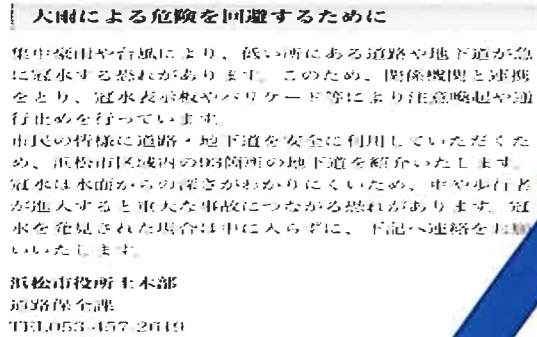 大雨による危険を回避するために
集中豪雨や台風により、低い所にある道路や地下道が急
に冠水する恐れがあります。このため、関係機関と連携
をとり、冠水表示板やバリケード等により注意喚起や通
行止めを行っています。
市民の皆様に道路・地下道を安全に利用していただくた
め、浜松市区域内の93箇所の地下道を紹介いたします。
冠水は水面からの深さがわかりにくいため、車や歩行者
が進入すると重大な事故につながる恐れがあります。冠
水を発見された場合は中に入らずに、下記へ連絡をお願
いいたします。
浜松市役所土木部
道路保全課
TEL053-457-2619